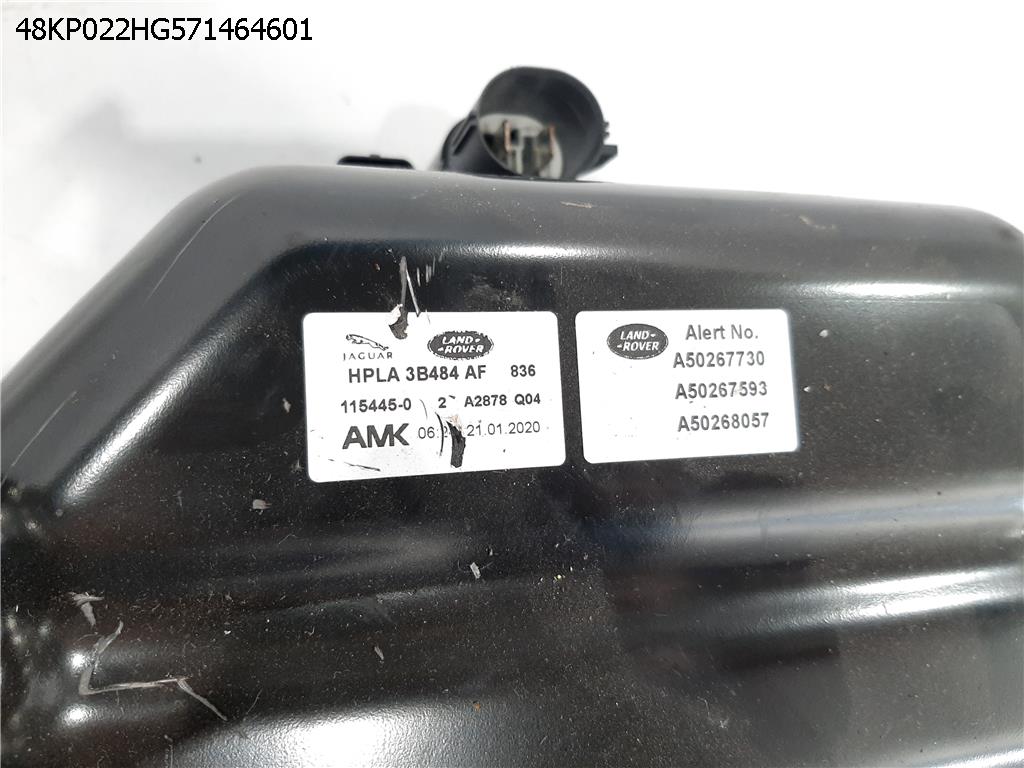 48KP022HG571464601
JAGUAR
LAND-
-ROVER
HPLA 3B484 AF 836
115445-0 A2878 Q04
AMK 21.01.2020
LAND-
-ROVER
Alert No.
A50267730
A50267593
A50268057